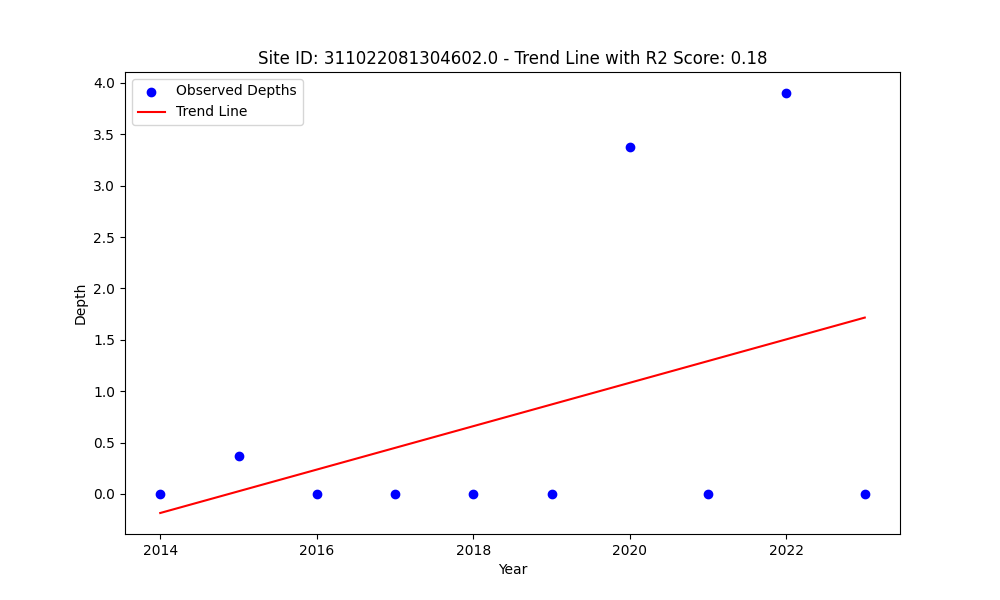 Site ID: 311022081304602.0 - Trend Line with R2 Score: 0.18
Observed Depths
Trend Line
4.0
3.5
3.0
2.5
2.0
1.5
1.0
0.5
0.0
Depth
2014
2016
2018
2020
2022
Year